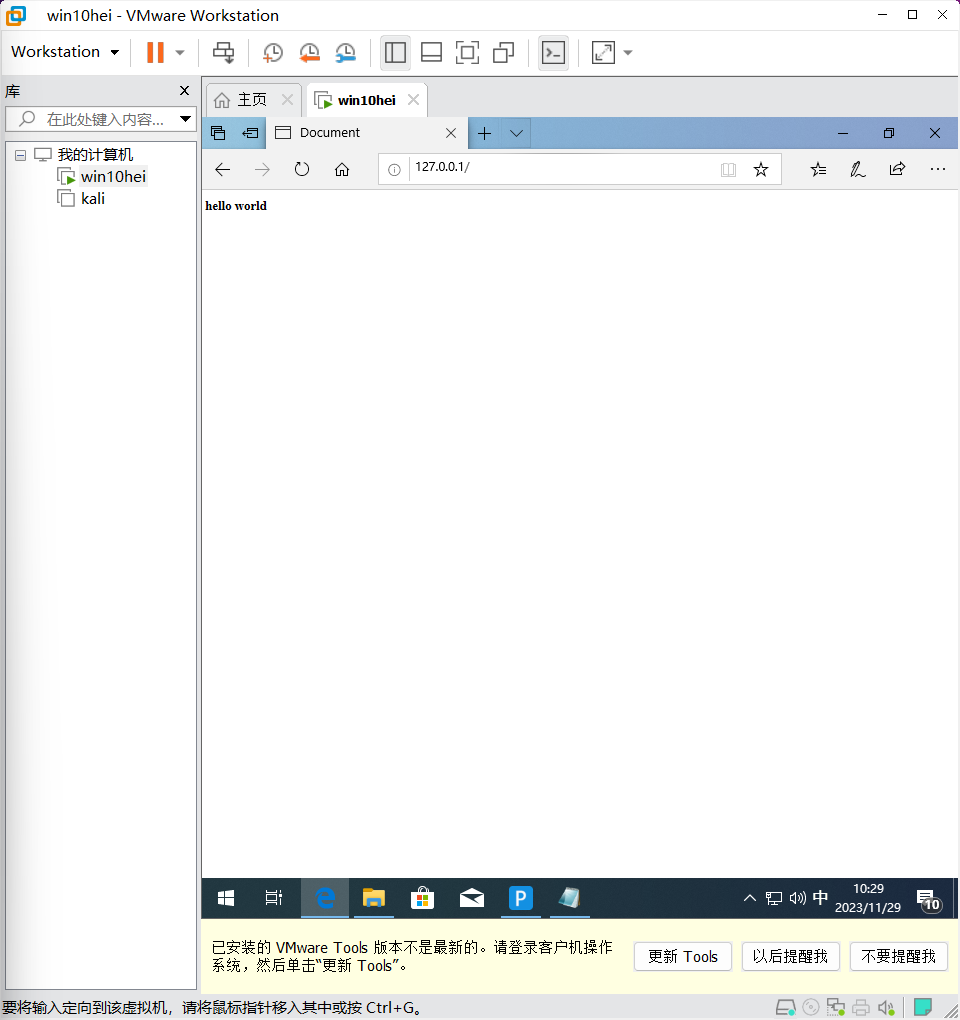 win10hei - VMware Workstation
Workstation
库
在此处键入内容...
我的计算机
win10hei
kali
主页
win10hei
Document
127.0.0.1/
hello world
P
中
10:29
2023/11/29
10
已安装的 VMware Tools 版本不是最新的。请登录客户机操作
系统，然后单击“更新 Tools”。
更新 Tools
以后提醒我
不要提醒我
要将输入定向到该虚拟机，请将鼠标指针移入其中或按 Ctrl+G。